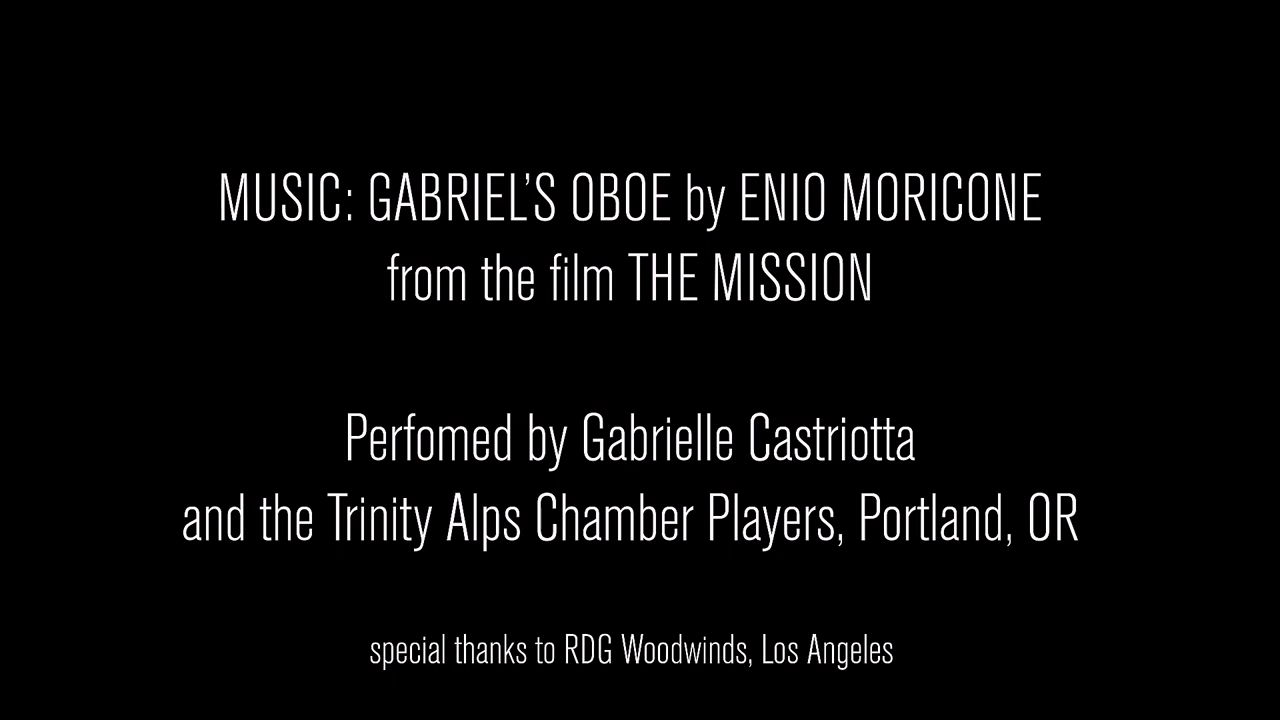 MUSIC: GABRIEL’S OBOE by ENIO MORICONE
from the film THE MISSION
Perfomed by Gabrielle Castriotta
and the Trinity Alps Chamber Players, Portland, OR
special thanks to RDG Woodwinds, Los Angeles